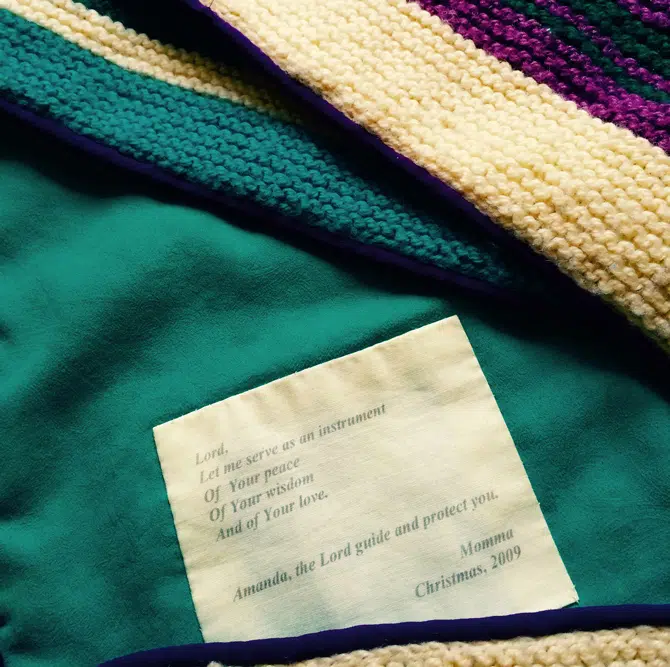 Lord,
Let me serve as an instrument
Of Your peace
Of Your wisdom
And of Your love.
Amanda, the Lord guide and protect you.
Momma
Christmas, 2009